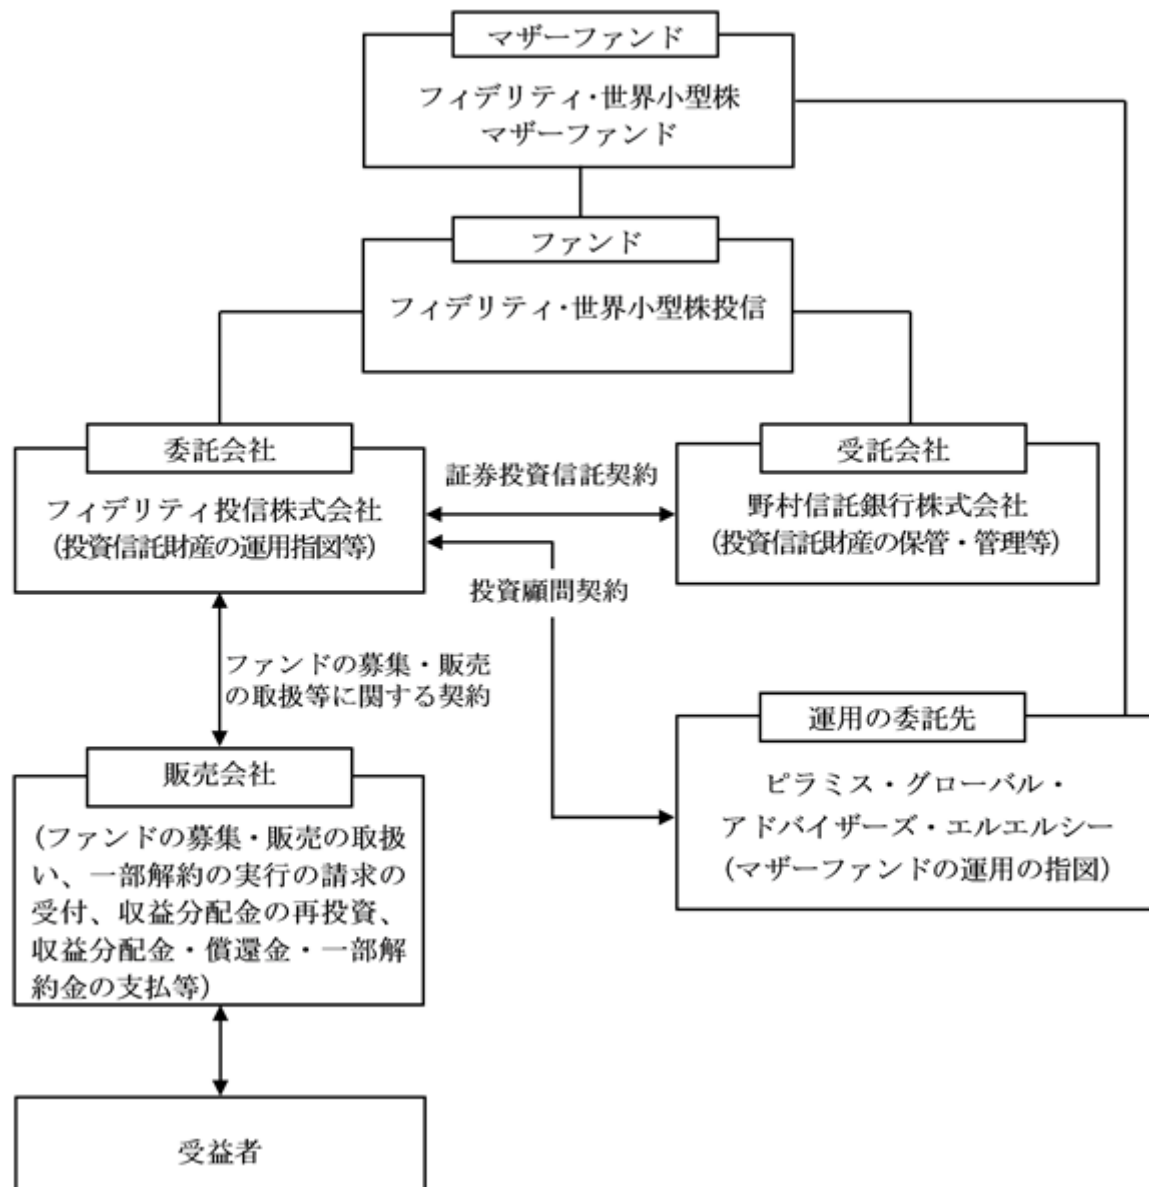 マザーファンド
フィデリティ・世界小型株
マザーファンド
ファンド
フィデリティ・世界小型株投信
委託会社
フィデリティ投信株式会社
(投資信託財産の運用指図等)
証券投資信託契約
受託会社
野村信託銀行株式会社
(投資信託財産の保管・管理等)
投資顧問契約
ファンドの募集・販売
の取扱等に関する契約
運用の委託先
ピラミス・グローバル・
アドバイザーズ・エルエルシー
(マザーファンドの運用の指図)
販売会社
(ファンドの募集・販売の取扱
い、一部解約の実行の請求の
受付、収益分配金の再投資、
収益分配金・償還金・一部解
約金の支払等)
受益者